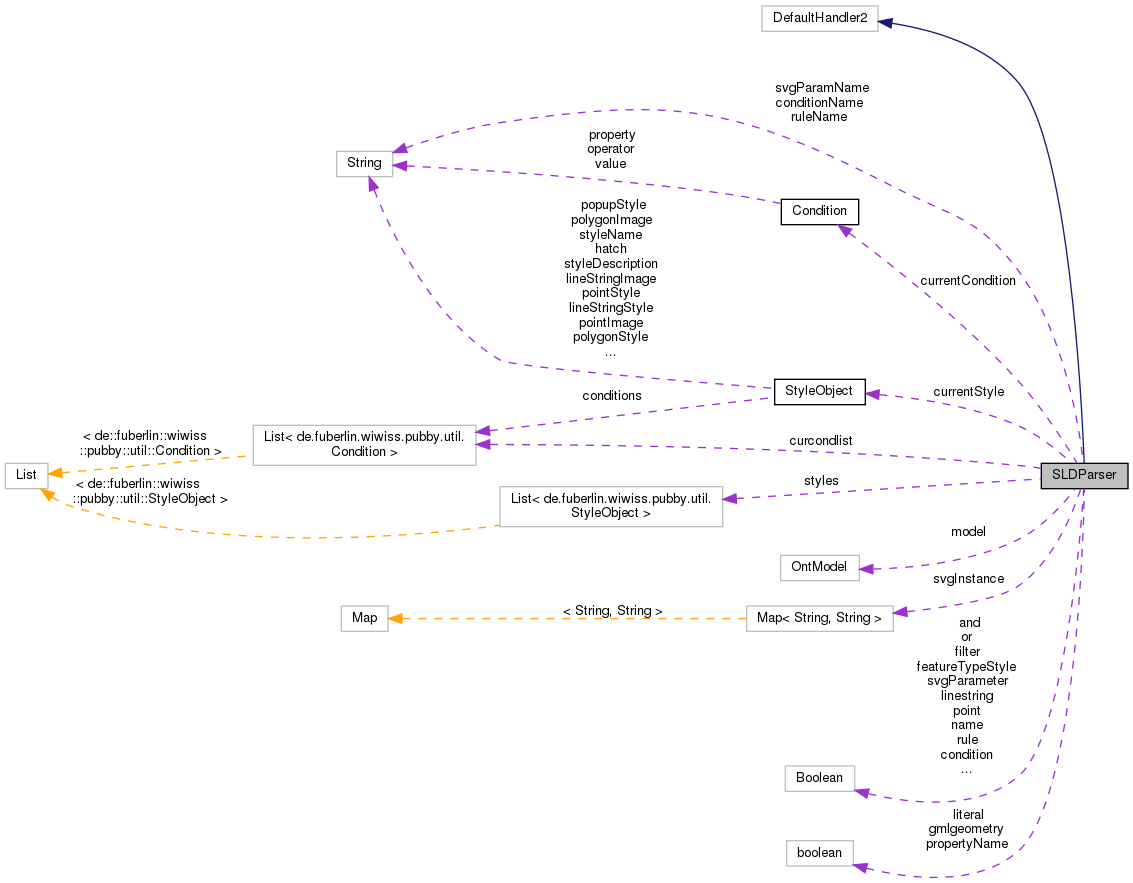 DefaultHandler2
svgParamName
conditionName
ruleName
property
operator
value
String
Condition
popupStyle
polygonImage
styleName
hatch
styleDescription
lineStringImage
pointStyle
lineStringStyle
pointImage
polygonStyle
...
currentCondition
StyleObject
currentStyle
conditions
< de::fuberlin::wiwiss
::pubby::util::Condition >
List< de.fuberlin.wiwiss.pubby.util.
Condition >
curcondlist
List
SLDParser
< de::fuberlin::wiwiss
::pubby::util::StyleObject >
List< de.fuberlin.wiwiss.pubby.util.
StyleObject >
styles
model
OntModel
svgInstance
Map
< String, String >
Map< String, String >
and
or
filter
featureTypeStyle
svgParameter
linestring
point
name
rule
condition
...
Boolean
literal
gmlgeometry
propertyName
boolean